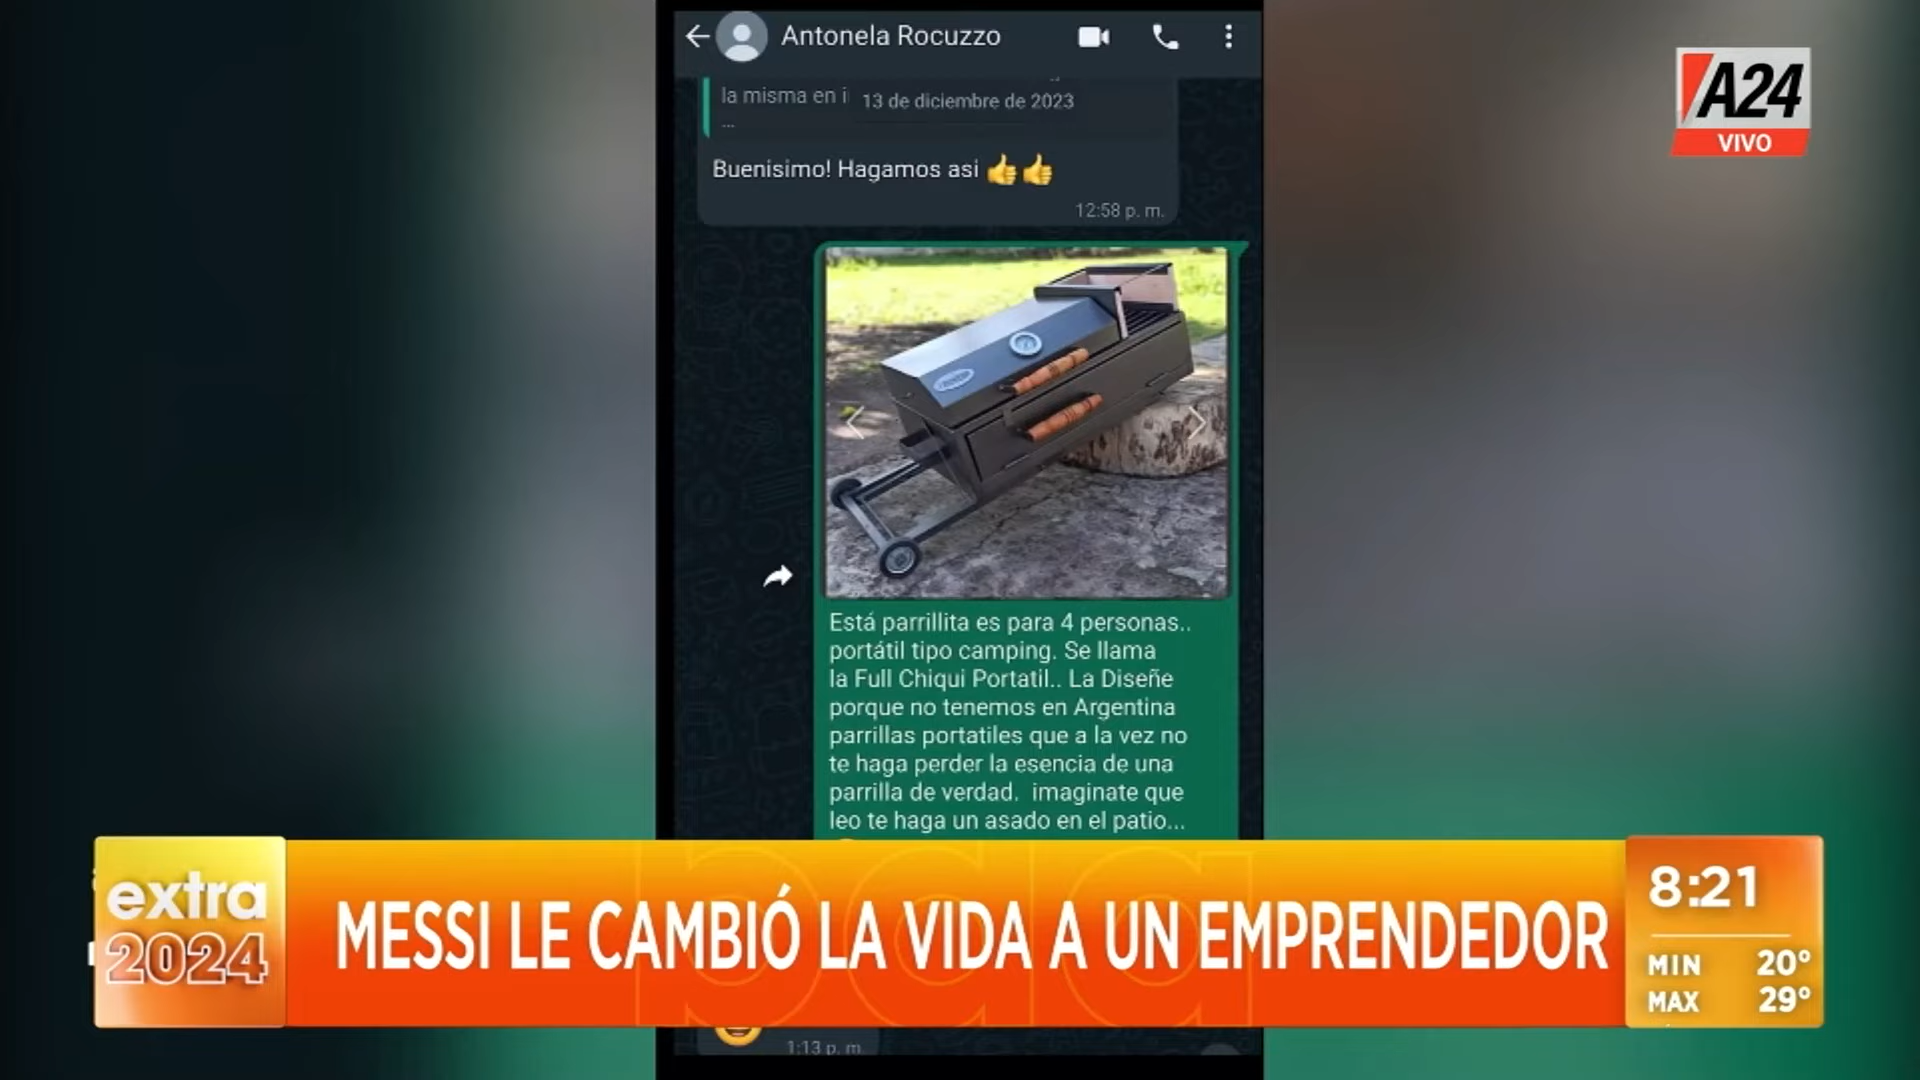 Antonela Rocuzzo
la misma en i
13 de diciembre de 2023
...
Buenisimo! Hagamos asi 👍👍
12:58 p. m.
Está parrillita es para 4 personas..
portátil tipo camping. Se llama
la Full Chiqui Portatil.. La Diseñe
porque no tenemos en Argentina
parrillas portatiles que a la vez no
te haga perder la esencia de una
parrilla de verdad. imaginate que
leo te haga un asado en el patio...
1:13 p. m.
A24
VIVO
extra
2024
MESSI LE CAMBIÓ LA VIDA A UN EMPRENDEDOR
8:21
MIN 20°
MAX 29°